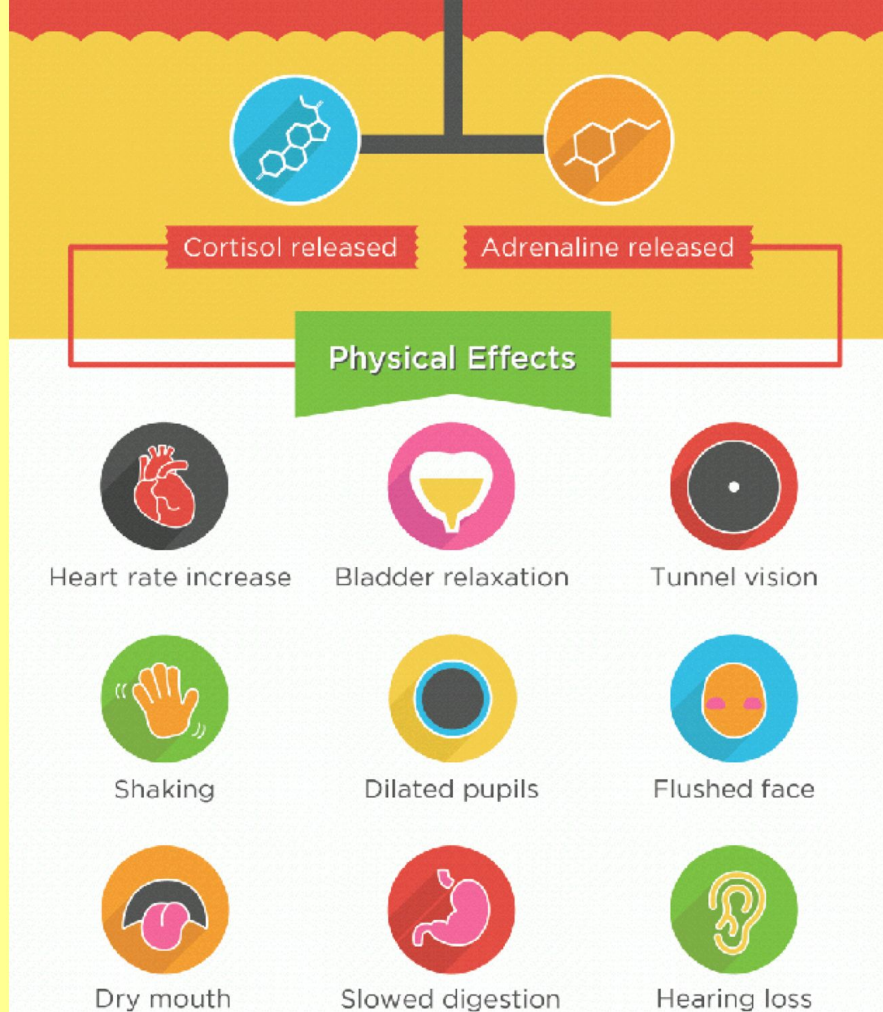 Cortisol released
Adrenaline released
Physical Effects
Heart rate increase
Bladder relaxation
Tunnel vision
Shaking
Dilated pupils
Flushed face
Dry mouth
Slowed digestion
Hearing loss